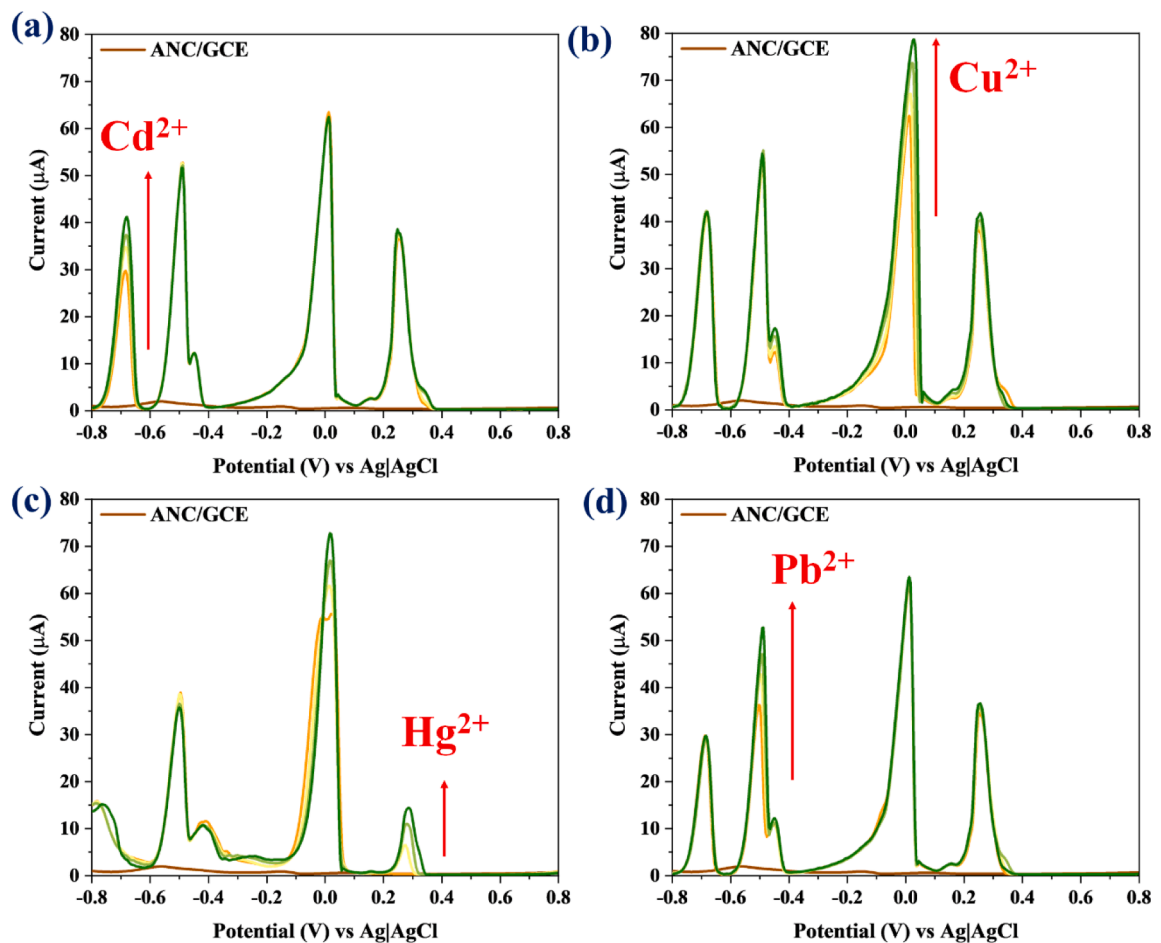 (a)
ANC/GCE
Cd²⁺
Current (µA)
80
70
60
50
40
30
20
10
0
-0.8 -0.6 -0.4 -0.2 0.0 0.2 0.4 0.6 0.8
Potential (V) vs Ag|AgCl
(b)
ANC/GCE
Cu²⁺
Current (µA)
80
70
60
50
40
30
20
10
0
-0.8 -0.6 -0.4 -0.2 0.0 0.2 0.4 0.6 0.8
Potential (V) vs Ag|AgCl
(c)
ANC/GCE
Hg²⁺
Current (µA)
80
70
60
50
40
30
20
10
0
-0.8 -0.6 -0.4 -0.2 0.0 0.2 0.4 0.6 0.8
Potential (V) vs Ag|AgCl
(d)
ANC/GCE
Pb²⁺
Current (µA)
80
70
60
50
40
30
20
10
0
-0.8 -0.6 -0.4 -0.2 0.0 0.2 0.4 0.6 0.8
Potential (V) vs Ag|AgCl